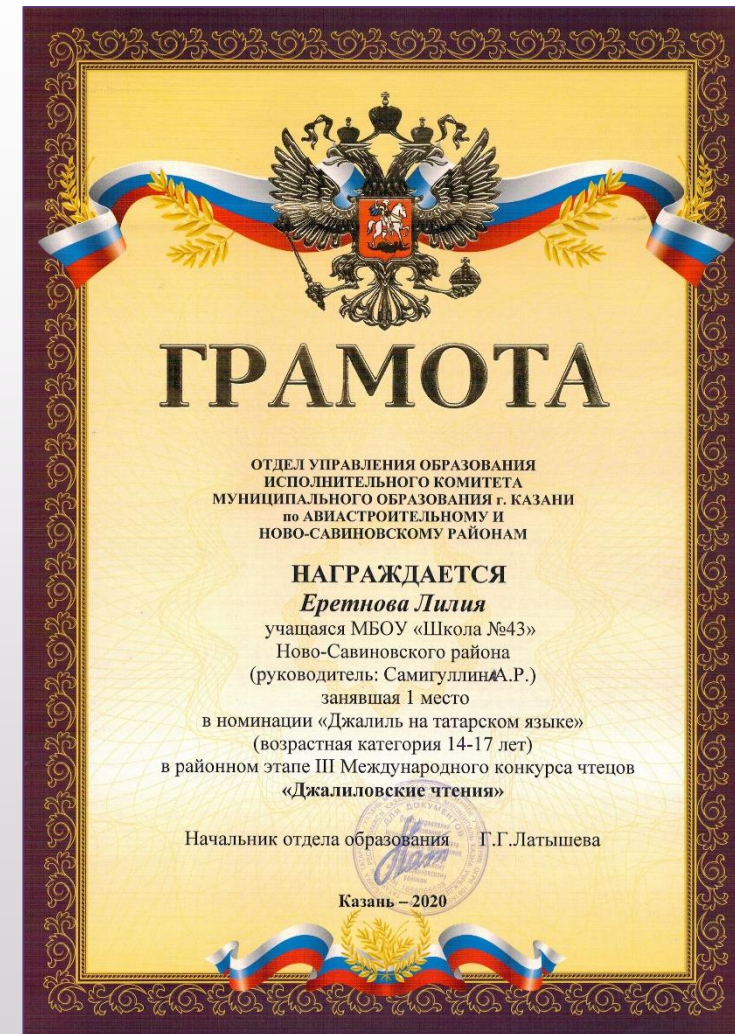 ГРАМОТА
ОТДЕЛ УПРАВЛЕНИЯ ОБРАЗОВАНИЯ
ИСПОЛНИТЕЛЬНОГО КОМИТЕТА
МУНИЦИПАЛЬНОГО ОБРАЗОВАНИЯ г. КАЗАНИ
по АВИАСТРОИТЕЛЬНОМУ И
НОВО-САВИНОВСКОМУ РАЙОНАМ
НАГРАЖДАЕТСЯ
Еретнова Лилия
учащаяся МБОУ «Школа №43»
Ново-Савиновского района
(руководитель: Самигуллина А.Р.)
занявшая 1 место
в номинации «Джалиль на татарском языке»
(возрастная категория 14-17 лет)
в районном этапе III Международного конкурса чтецов
«Джалиловские чтения»
Начальник отдела образования Г.Г.Латышева
ДЛЯ ДОКУМЕНТОВ
Казань – 2020